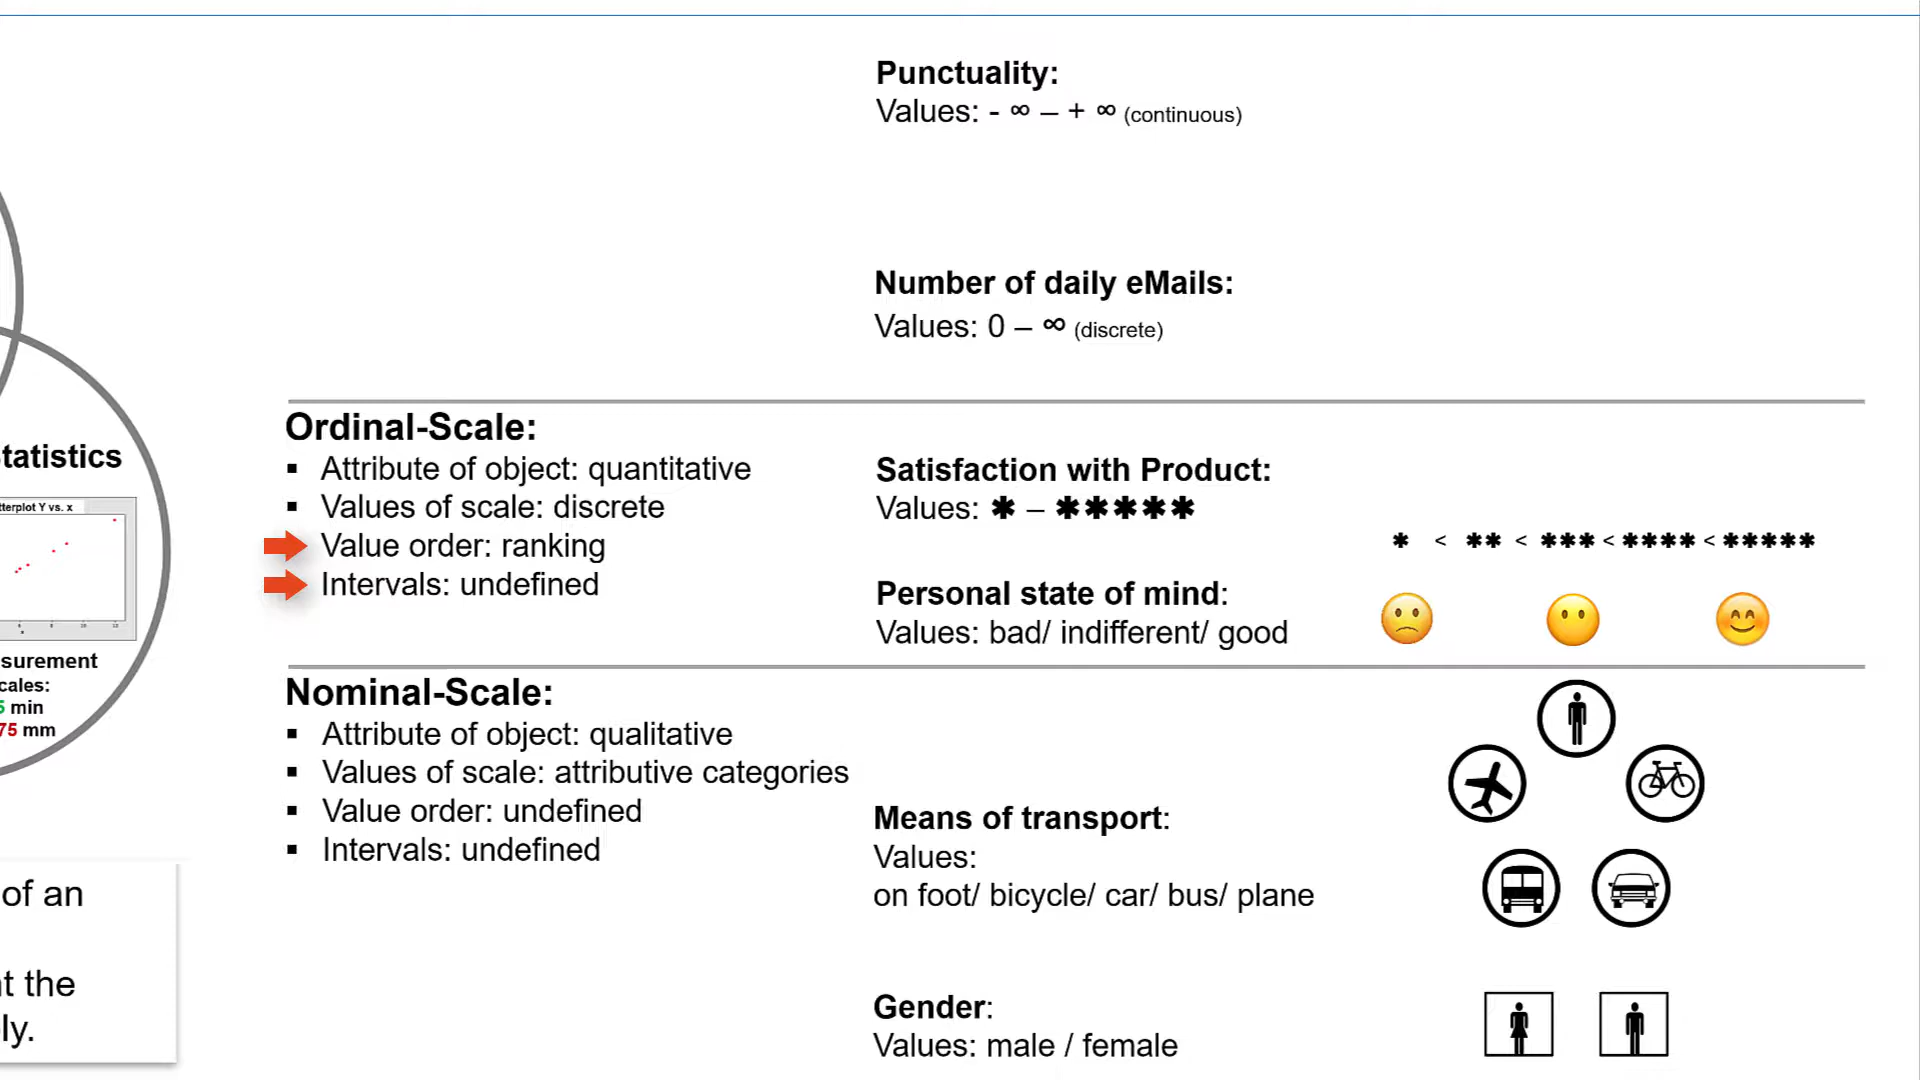 Punctuality:
Values: - ∞ – + ∞ (continuous)
Number of daily eMails:
Values: 0 – ∞ (discrete)
Ordinal-Scale:
▪ Attribute of object: quantitative
▪ Values of scale: discrete
Value order: ranking
Intervals: undefined
Satisfaction with Product:
Values: ✱ – ✱✱✱✱✱
✱ < ✱✱ < ✱✱✱ < ✱✱✱✱ < ✱✱✱✱✱
Personal state of mind:
Values: bad/ indifferent/ good
Nominal-Scale:
▪ Attribute of object: qualitative
▪ Values of scale: attributive categories
▪ Value order: undefined
▪ Intervals: undefined
Means of transport:
Values:
on foot/ bicycle/ car/ bus/ plane
Gender:
Values: male / female
tatistics
tterplot Y vs. x
surement
cales:
5 min
75 mm
of an
t the
ly.